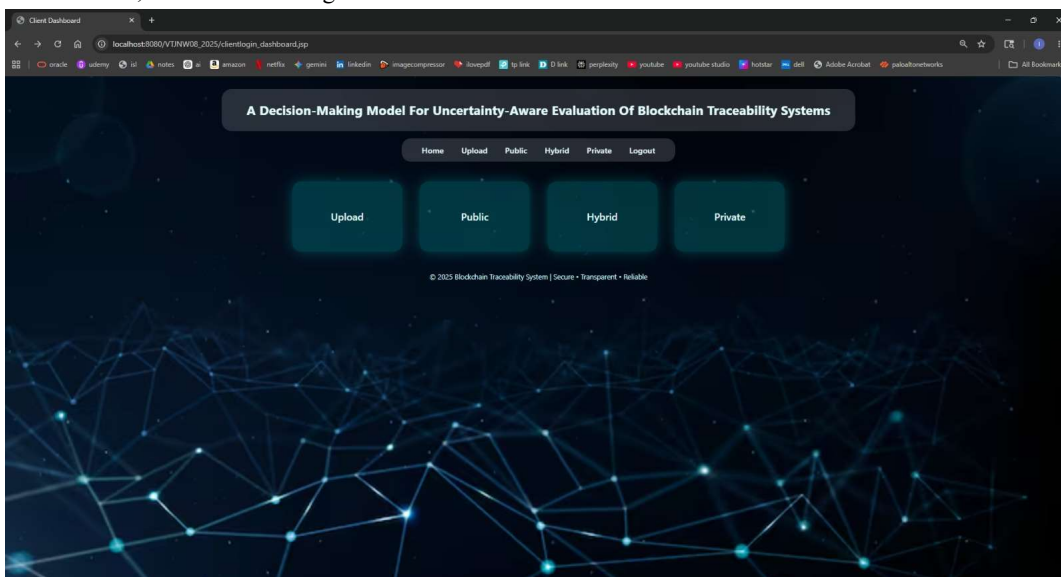 Client Dashboard
localhost:8080/VTJNW08_2025/clientlogin_dashboard.jsp
oracle udemy isl notes ai amazon netflix gemini linkedin imagecompressor ilovepdf tp link D link perplexity youtube youtube studio hotstar dell Adobe Acrobat paloaltonetworks All Bookmark
A Decision-Making Model For Uncertainty-Aware Evaluation Of Blockchain Traceability Systems
Home Upload Public Hybrid Private Logout
Upload Public Hybrid Private
© 2025 Blockchain Traceability System | Secure • Transparent • Reliable